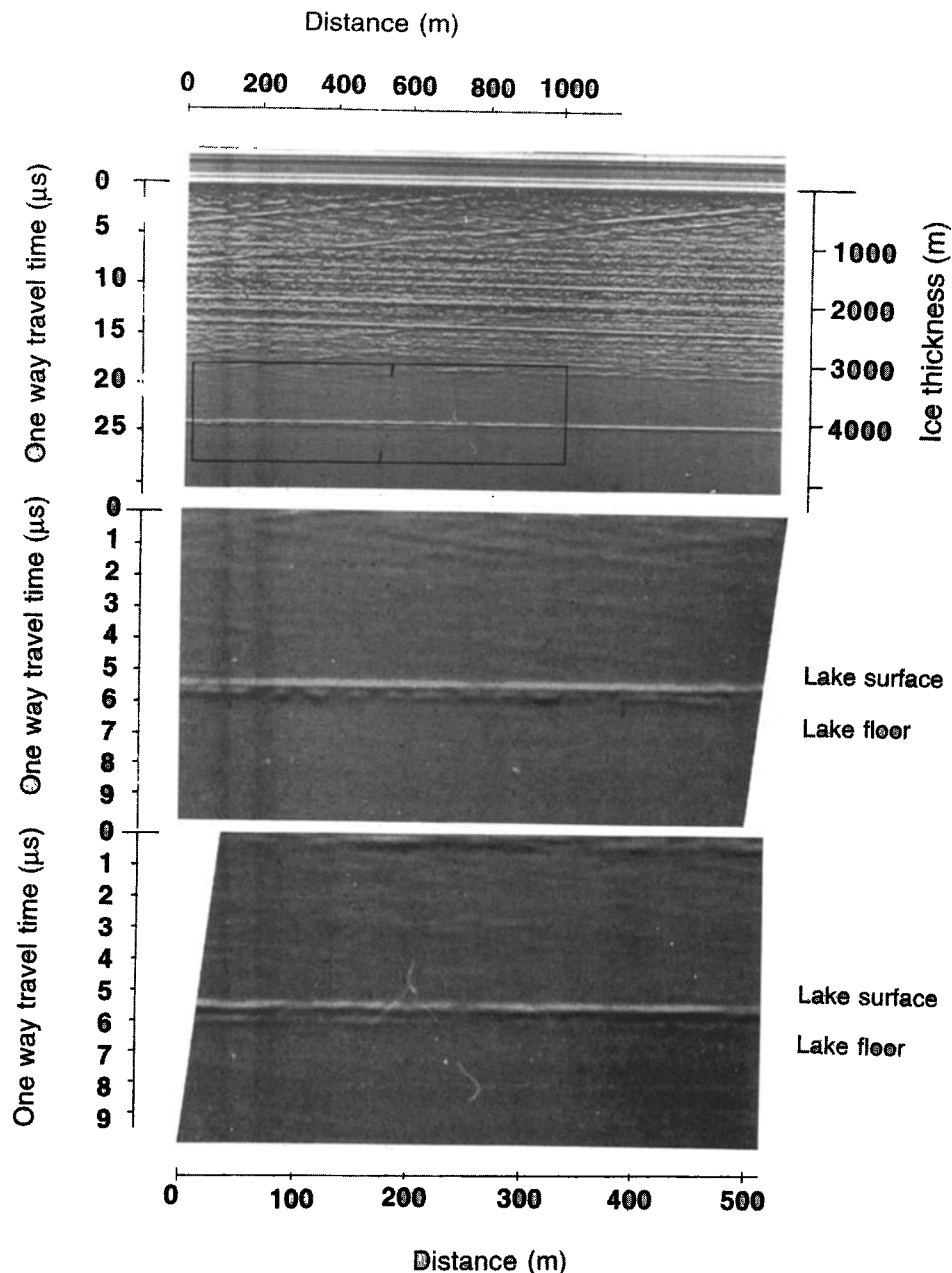 Distance (m)
0 200 400 600 800 1000
One way travel time (µs)
0
5
10
15
20
25
1000
2000
3000
4000
Ice thickness (m)
One way travel time (µs)
0
1
2
3
4
5
6
7
8
9
Lake surface
Lake floor
One way travel time (µs)
0
1
2
3
4
5
6
7
8
9
Lake surface
Lake floor
0 100 200 300 400 500
Distance (m)